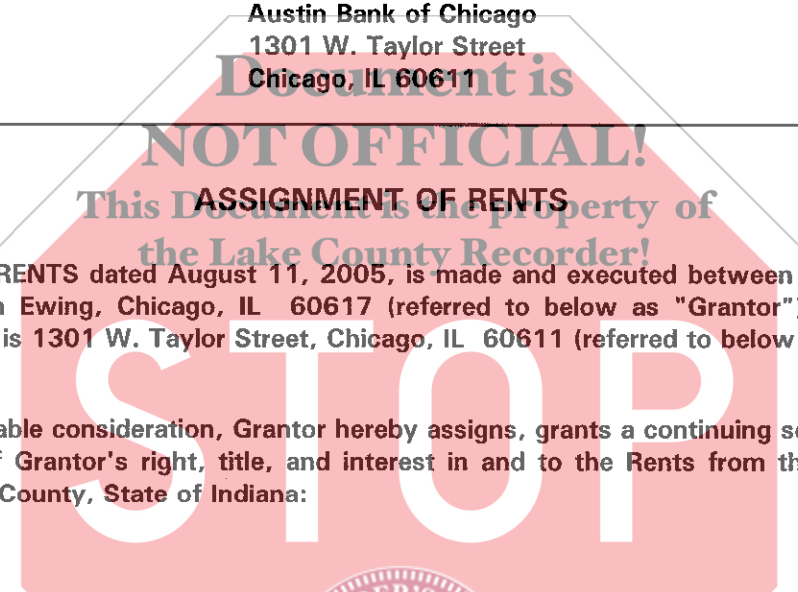 Austin Bank of Chicago
1301 W. Taylor Street
Chicago, IL 60611
Document is
NOT OFFICIAL!
ASSIGNMENT OF RENTS
This Document is the property of
the Lake County Recorder!
RENTS dated August 11, 2005, is made and executed between
Ewing, Chicago, IL 60617 (referred to below as "Grantor")
is 1301 W. Taylor Street, Chicago, IL 60611 (referred to below
STOP
able consideration, Grantor hereby assigns, grants a continuing
Grantor's right, title, and interest in and to the Rents from
County, State of Indiana: